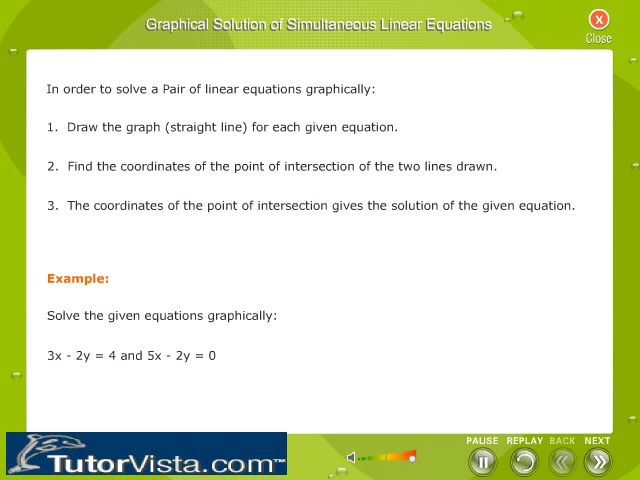 Graphical Solution of Simultaneous Linear Equations
X
Close
In order to solve a Pair of linear equations graphically:
1. Draw the graph (straight line) for each given equation.
2. Find the coordinates of the point of intersection of the two lines drawn.
3. The coordinates of the point of intersection gives the solution of the given equation.
Example:
Solve the given equations graphically:
3x - 2y = 4 and 5x - 2y = 0
TutorVista.com™
PAUSE REPLAY BACK NEXT